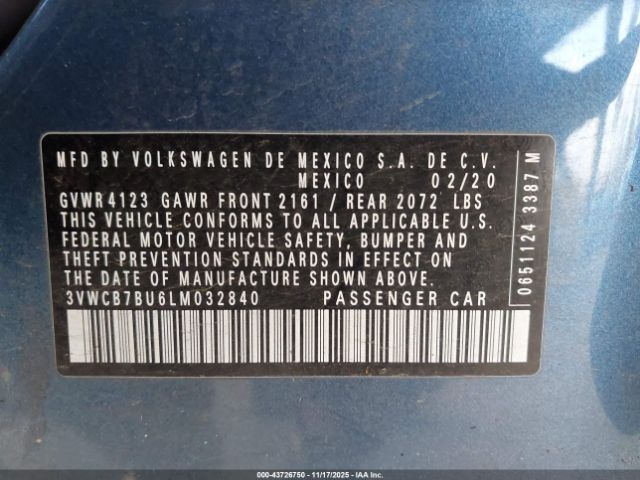 MFD BY VOLKSWAGEN DE MEXICO S.A. DE C.V.
MEXICO 02/20
GVWR 4123 GAWR FRONT 2161 / REAR 2072 LBS
THIS VEHICLE CONFORMS TO ALL APPLICABLE U.S.
FEDERAL MOTOR VEHICLE SAFETY, BUMPER AND
THEFT PREVENTION STANDARDS IN EFFECT ON
THE DATE OF MANUFACTURE SHOWN ABOVE.
3VWCB7BU6LM032840 PASSENGER CAR
0651124 3387 M
000-43726750 - 11/17/2025 - COPYRIGHT IAA, LLC.